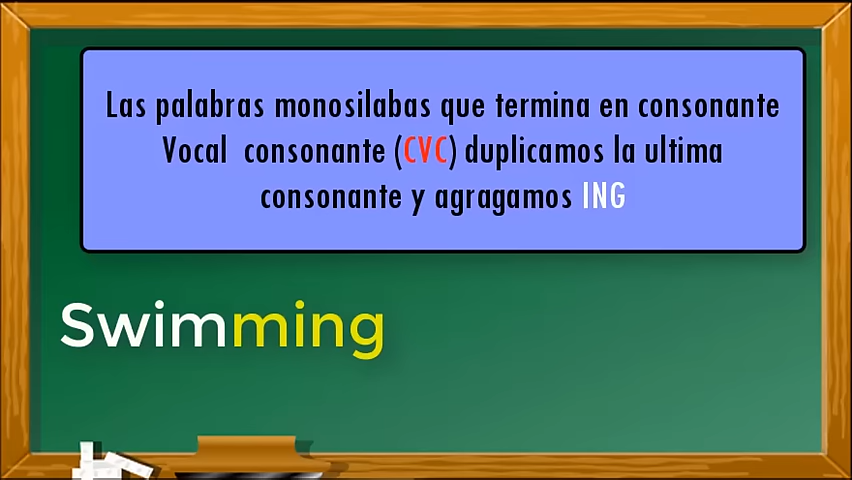 Las palabras monosilabas que termina en consonante
Vocal consonante (CVC) duplicamos la ultima
consonante y agragamos ING
Swimming